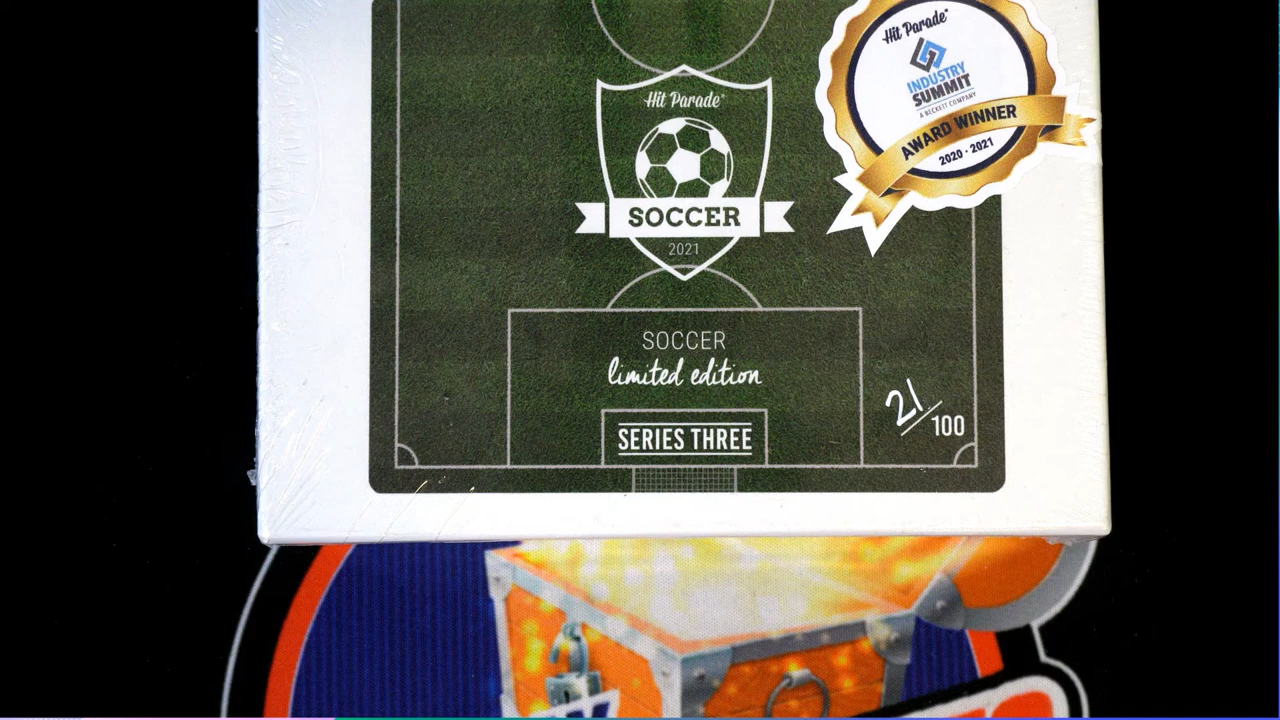 Hit Parade®
SOCCER
2021
SOCCER
limited edition
SERIES THREE
21/100
Hit Parade®
INDUSTRY
SUMMIT
A BECKETT COMPANY
AWARD WINNER
2020 · 2021